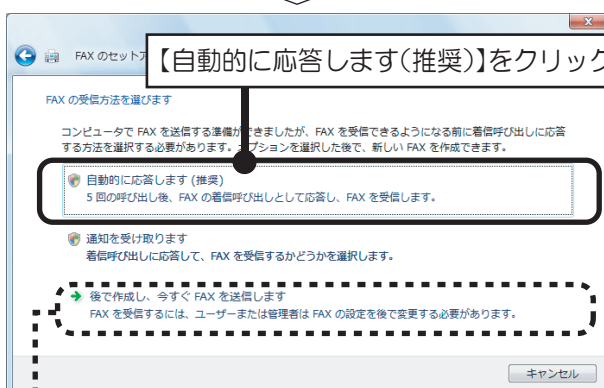 FAX のセットア
【自動的に応答します(推奨)】をクリック
FAX の受信方法を選びます
コンピュータで FAX を送信する準備ができましたが、FAX を受信できるようになる前に着信呼び出しに応答
する方法を選択する必要があります。オプションを選択した後で、新しい FAX を作成できます。
自動的に応答します (推奨)
5 回の呼び出し後、FAX の着信呼び出しとして応答し、FAX を受信します。
通知を受け取ります
着信呼び出しに応答して、FAX を受信するかどうかを選択します。
後で作成し、今すぐ FAX を送信します
FAX を受信するには、ユーザーまたは管理者は FAX の設定を後で変更する必要があります。
キャンセル